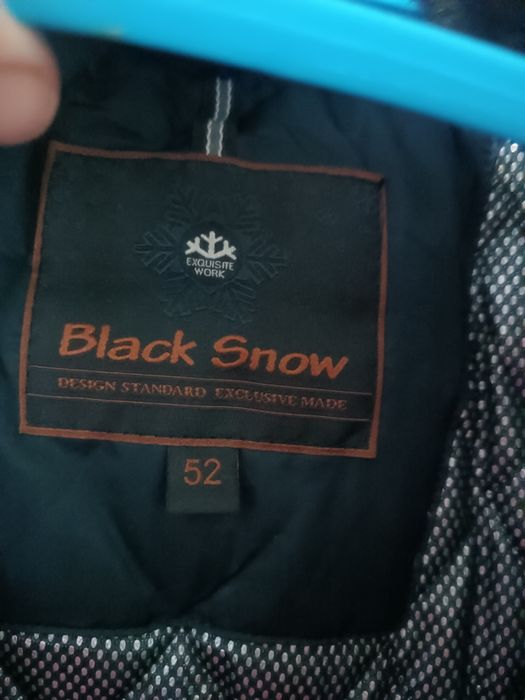 EXQUISITE
WORK
Black Snow
DESIGN STANDARD EXCLUSIVE MADE
52